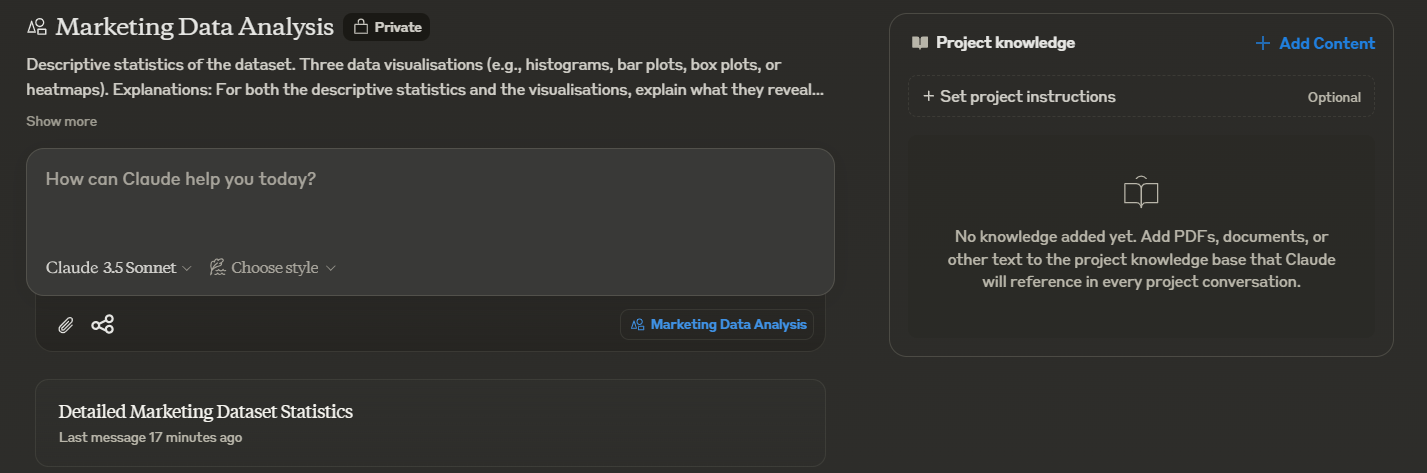 Marketing Data Analysis
Private
Descriptive statistics of the dataset. Three data visualisations (e.g., histograms, bar plots, box plots, or
heatmaps). Explanations: For both the descriptive statistics and the visualisations, explain what they reveal...
Show more
How can Claude help you today?
Claude 3.5 Sonnet
Choose style
Marketing Data Analysis
Detailed Marketing Dataset Statistics
Last message 17 minutes ago
Project knowledge
+ Add Content
+ Set project instructions
Optional
No knowledge added yet. Add PDFs, documents, or
other text to the project knowledge base that Claude
will reference in every project conversation.